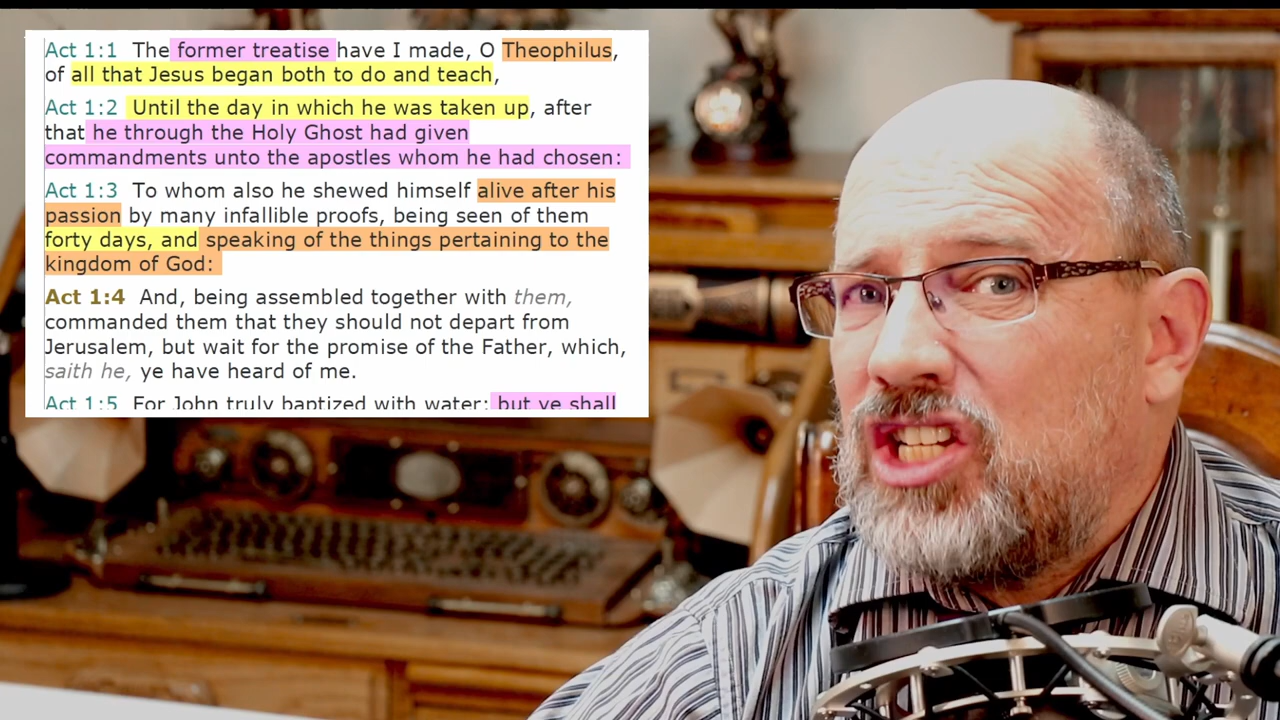 Act 1:1 The former treatise have I made, O Theophilus,
of all that Jesus began both to do and teach,
Act 1:2 Until the day in which he was taken up, after
that he through the Holy Ghost had given
commandments unto the apostles whom he had chosen:
Act 1:3 To whom also he shewed himself alive after his
passion by many infallible proofs, being seen of them
forty days, and speaking of the things pertaining to the
kingdom of God:
Act 1:4 And, being assembled together with them,
commanded them that they should not depart from
Jerusalem, but wait for the promise of the Father, which,
saith he, ye have heard of me.
Act 1:5 For John truly baptized with water; but ye shall